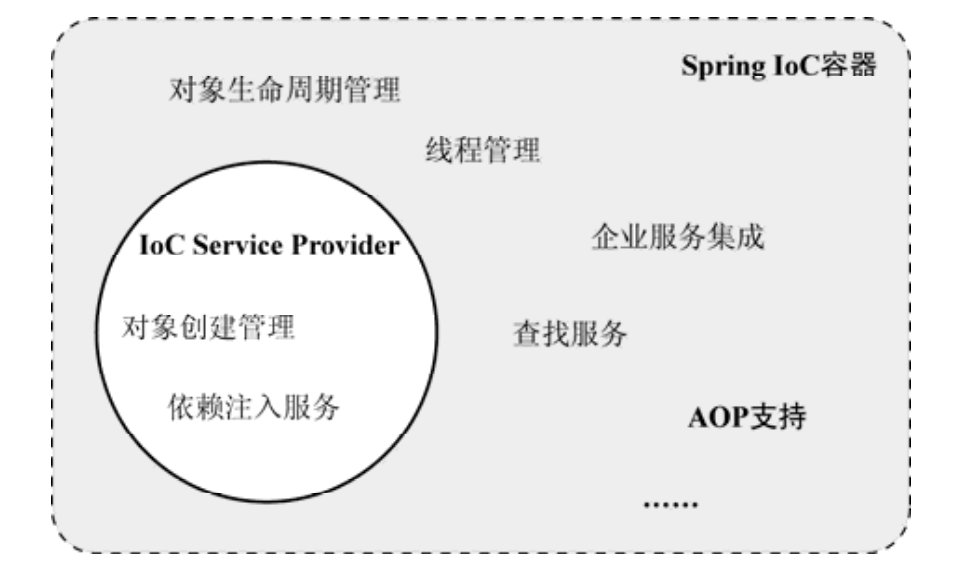 Spring IoC容器
对象生命周期管理
线程管理
IoC Service Provider
企业服务集成
对象创建管理
查找服务
依赖注入服务
AOP支持
……